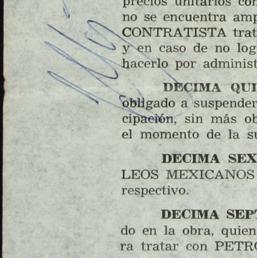 precios unitarios con
no se encuentra amp
CONTRATISTA trat
y en caso de no log
hacerlo por administ
DECIMA QUI
obligado a suspender
cipación, sin más ob
el momento de la su
DECIMA SEX
LEOS MEXICANOS
respectivo.
DECIMA SEPT
do en la obra, quien
ra tratar con PETRO